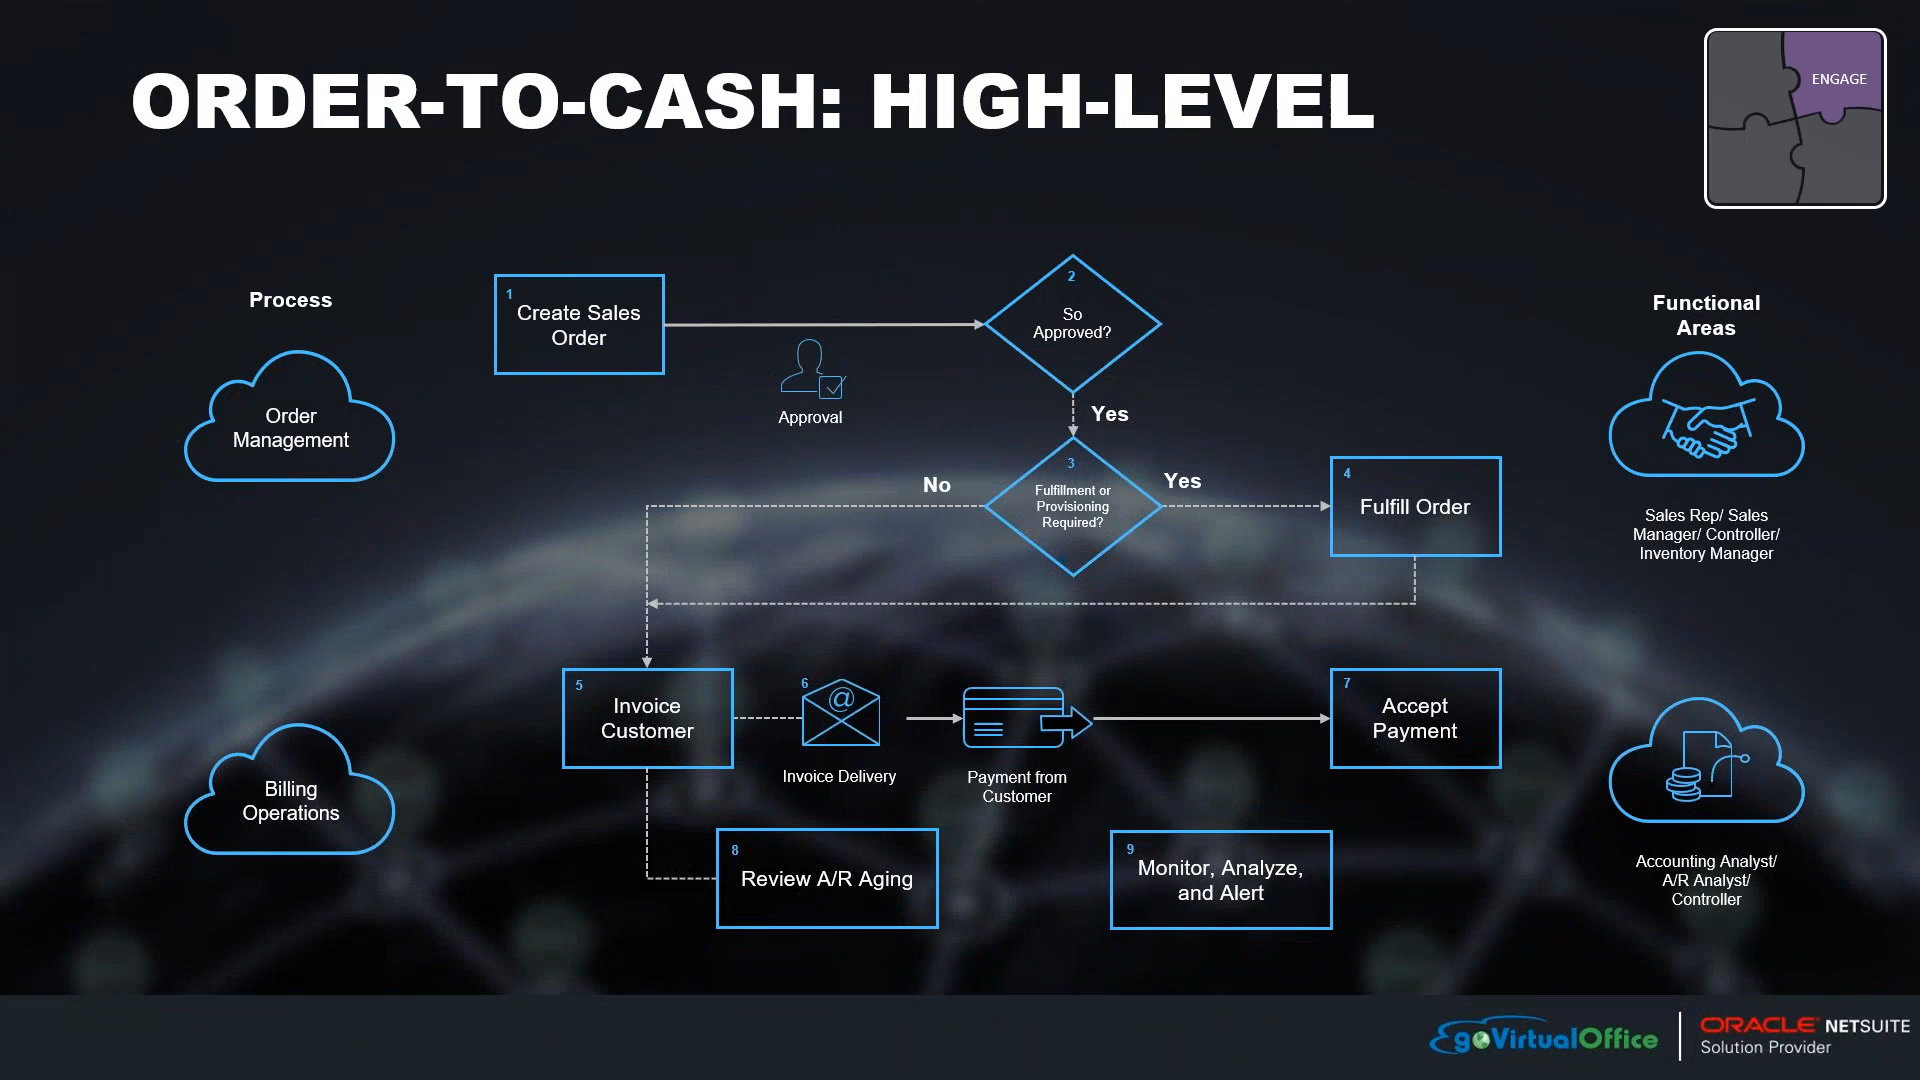 ORDER-TO-CASH: HIGH-LEVEL
ENGAGE
Process
Order
Management
1
Create Sales
Order
Approval
2
So
Approved?
Yes
3
Fulfillment or
Provisioning
Required?
No
Yes
4
Fulfill Order
Functional
Areas
Sales Rep/ Sales
Manager/ Controller/
Inventory Manager
Billing
Operations
5
Invoice
Customer
6
@
Invoice Delivery
Payment from
Customer
7
Accept
Payment
8
Review A/R Aging
9
Monitor, Analyze,
and Alert
Accounting Analyst/
A/R Analyst/
Controller
goVirtualOffice
ORACLE NETSUITE
Solution Provider